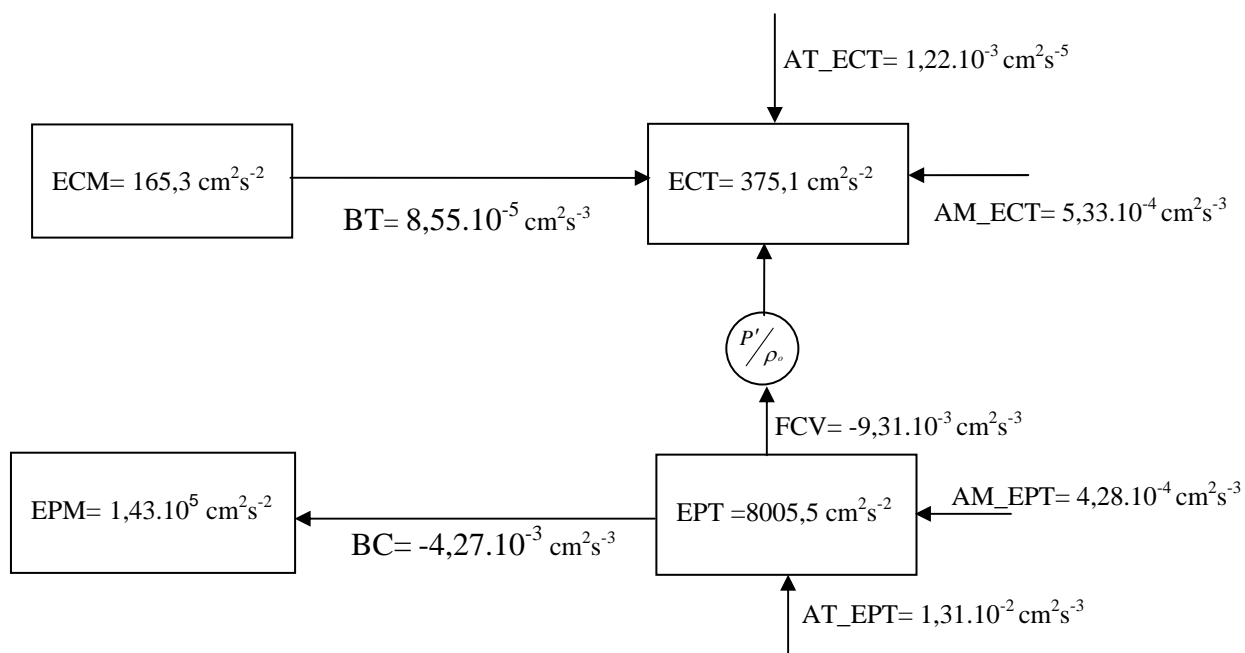 AT_ECT= 1,22.10⁻³ cm²s⁻⁵
ECM= 165,3 cm²s⁻²
BT= 8,55.10⁻⁵ cm²s⁻³
ECT= 375,1 cm²s⁻²
AM_ECT= 5,33.10⁻⁴ cm²s⁻³
P'/ρₒ
FCV= -9,31.10⁻³ cm²s⁻³
EPM= 1,43.10⁵ cm²s⁻²
BC= -4,27.10⁻³ cm²s⁻³
EPT =8005,5 cm²s⁻²
AM_EPT= 4,28.10⁻⁴ cm²s⁻³
AT_EPT= 1,31.10⁻² cm²s⁻³